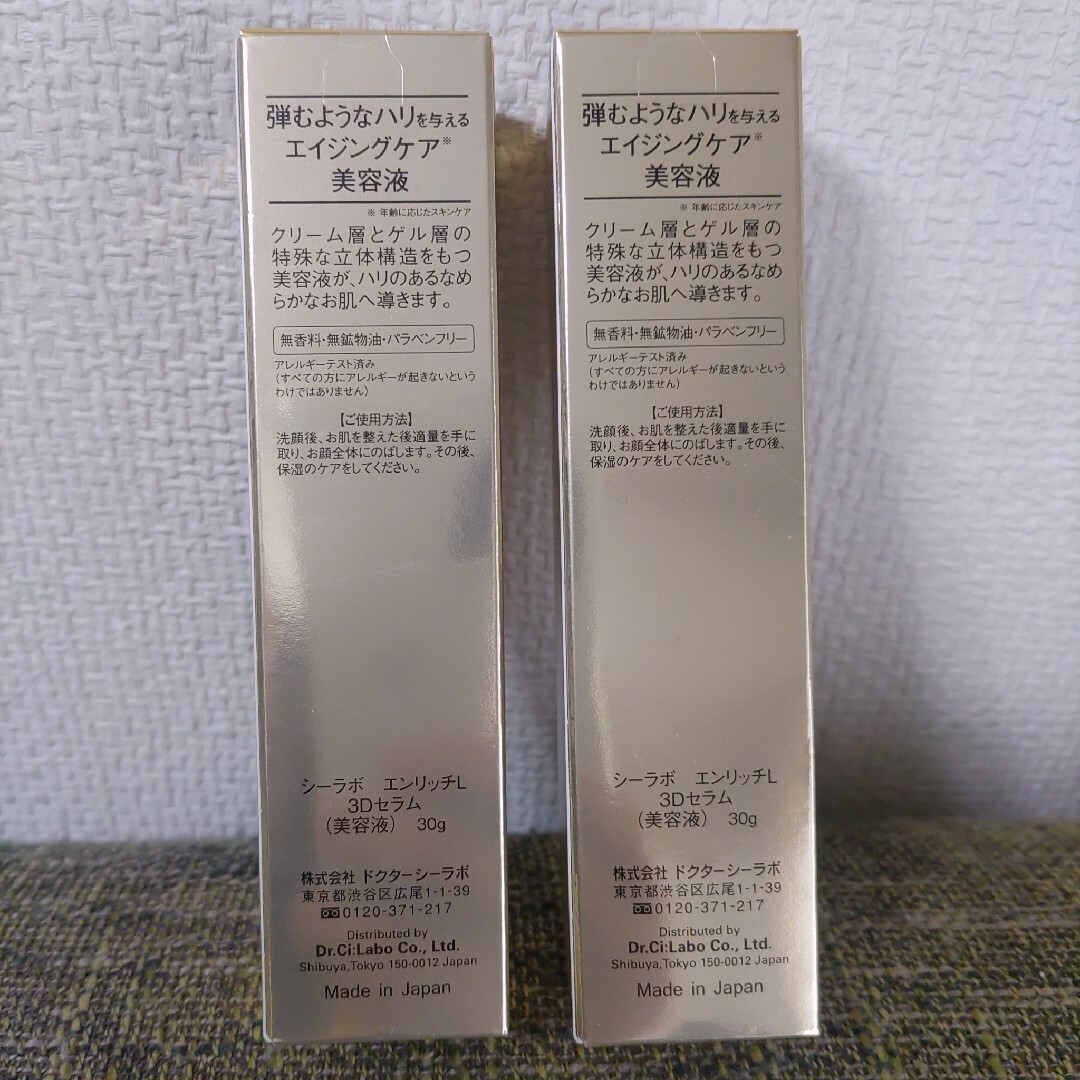 弾むようなハリを与える
エイジングケア※
美容液
※ 年齢に応じたスキンケア
クリーム層とゲル層の
特殊な立体構造をもつ
美容液が、ハリのあるなめ
らかなお肌へ導きます。
無香料・無鉱物油・パラベンフリー
アレルギーテスト済み
(すべての方にアレルギーが起きないという
わけではありません)
【ご使用方法】
洗顔後、お肌を整えた後適量を手に
取り、お顔全体にのばします。その後、
保湿のケアをしてください。
シーラボ エンリッチL
3Dセラム
(美容液) 30g
株式会社 ドクターシーラボ
東京都渋谷区広尾1-1-39
0120-371-217
Distributed by
Dr.Ci:Labo Co., Ltd.
Shibuya,Tokyo 150-0012 Japan
Made in Japan
弾むようなハリを与える
エイジングケア※
美容液
※ 年齢に応じたスキンケア
クリーム層とゲル層の
特殊な立体構造をもつ
美容液が、ハリのあるなめ
らかなお肌へ導きます。
無香料・無鉱物油・パラベンフリー
アレルギーテスト済み
(すべての方にアレルギーが起きないという
わけではありません)
【ご使用方法】
洗顔後、お肌を整えた後適量を手に
取り、お顔全体にのばします。その後、
保湿のケアをしてください。
シーラボ エンリッチL
3Dセラム
(美容液) 30g
株式会社 ドクターシーラボ
東京都渋谷区広尾1-1-39
0120-371-217
Distributed by
Dr.Ci:Labo Co., Ltd.
Shibuya,Tokyo 150-0012 Japan
Made in Japan